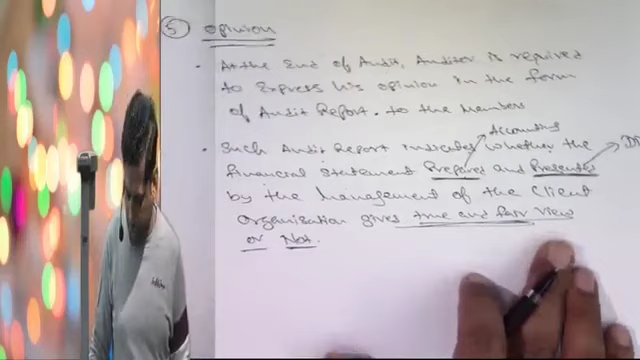 5 Opinion
• At the End of Audit, Auditor is required
to Express his opinion in the form
of Audit Report. to the Members
Accounting
• Such Audit Report indicates whether the
financial statement Prepared and Presented
by the Management of the Client
Organisation gives true and fair view
or Not.